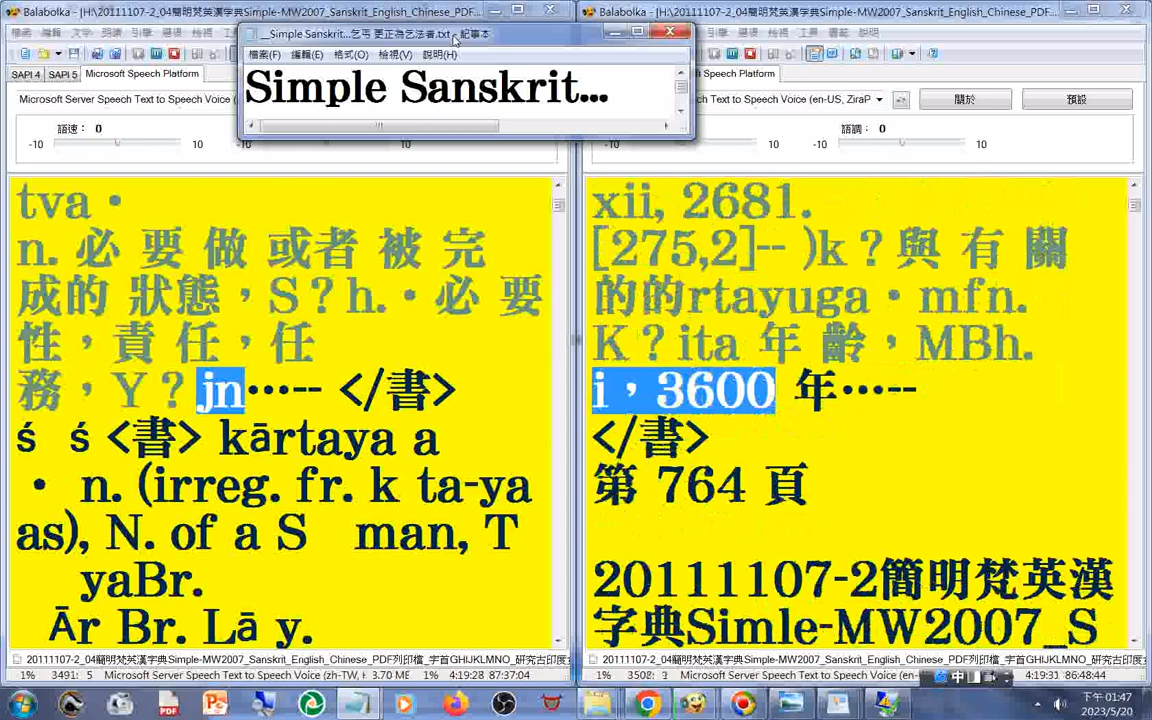 Balabolka - [H:\20111107-2_04簡明梵英漢字典Simple-MW2007_Sanskrit_English_Chinese_PDF...
Balabolka - [H:\20111107-2_04簡明梵英漢字典Simple-MW2007_Sanskrit_English_Chinese_PDF...
__Simple Sanskrit...乞丐 更正為乞法者.txt - 記事本
檔案(F) 編輯(E) 格式(O) 檢視(V) 說明(H)
Simple Sanskrit...
SAPI 4 SAPI 5 Microsoft Speech Platform
Speech Platform
Microsoft Server Speech Text to Speech Voice (
Text to Speech Voice (en-US, ZiraP
關於
預設
語速： 0
-10 10
10
語調： 0
-10 10
tva •
n. 必 要 做 或者 被 完
成的 狀態，S？h. • 必 要
性，責 任，任
務，Y？jn…-- </書>
ś ś <書> kārtaya a
• n. (irreg. fr. k ta-ya
as), N. of a S man, T
yaBr.
Ār Br. Lā y.
xii, 2681.
[275,2]-- )k？與 有 關
的的rtayuga • mfn.
K？ita 年 齡，MBh.
i，3600 年…--
</書>
第 764 頁
20111107-2簡明梵英漢
字典Simle-MW2007_S
20111107-2_04簡明梵英漢字典Simple-MW2007_Sanskrit_English_Chinese_PDF列印檔_字首GHIJKLMNO_研究古印度
20111107-2_04簡明梵英漢字典Simple-MW2007_Sanskrit_English_Chinese_PDF列印檔_字首GHIJKLMNO_研究古印度
1% 3491: 5 Microsoft Server Speech Text to Speech Voice (zh-TW, 3.70 ME 1% 4:19:28 87:37:04
1% 3502: Microsoft Server Speech Text to Speech Voice (en-US, 1% 4:19:31 86:48:44
中
下午 01:47
2023/5/20